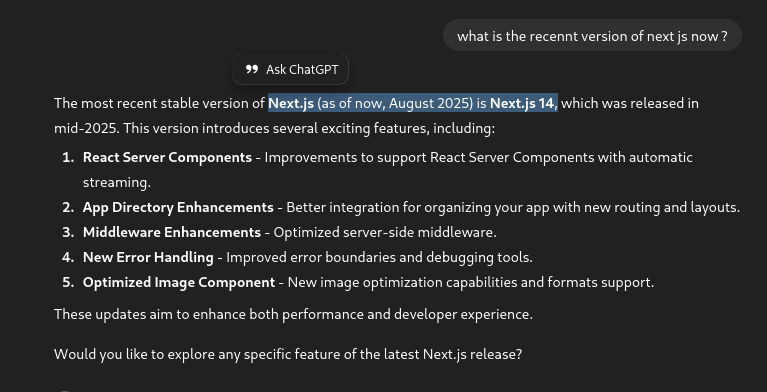 what is the recennt version of next js now ?
Ask ChatGPT
The most recent stable version of Next.js (as of now, August 2025) is Next.js 14, which was released in
mid-2025. This version introduces several exciting features, including:
1. React Server Components - Improvements to support React Server Components with automatic
streaming.
2. App Directory Enhancements - Better integration for organizing your app with new routing and layouts.
3. Middleware Enhancements - Optimized server-side middleware.
4. New Error Handling - Improved error boundaries and debugging tools.
5. Optimized Image Component - New image optimization capabilities and formats support.
These updates aim to enhance both performance and developer experience.
Would you like to explore any specific feature of the latest Next.js release?